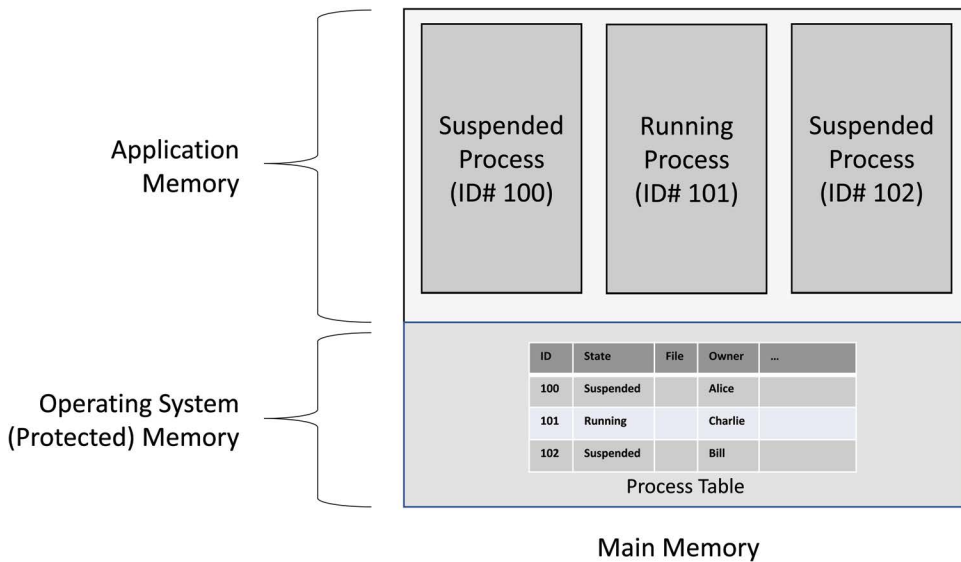 Suspended
Process
(ID# 100)
Running
Process
(ID# 101)
Suspended
Process
(ID# 102)
Application
Memory
Operating System
(Protected) Memory
ID State File Owner ...
100 Suspended Alice
101 Running Charlie
102 Suspended Bill
Process Table
Main Memory